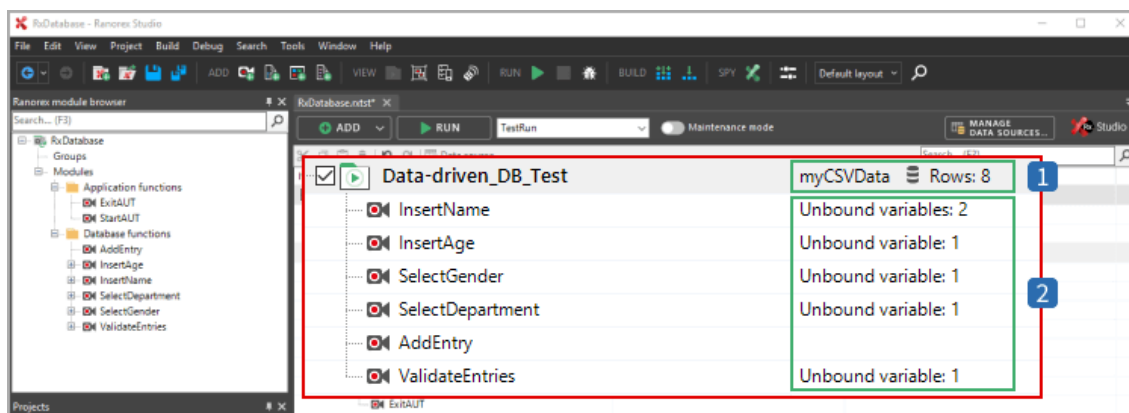 RxDatabase - Ranorex Studio
File Edit View Project Build Debug Search Tools Window Help
ADD VIEW RUN BUILD SPY Default layout
Ranorex module browser
RxDatabase.rxtst*
Search... (F3)
ADD RUN TestRun Maintenance mode MANAGE DATA SOURCES... Studio
RxDatabase
Groups
Modules
Application functions
ExitAUT
StartAUT
Database functions
AddEntry
InsertAge
InsertName
SelectDepartment
SelectGender
ValidateEntries
Projects
Data-driven_DB_Test myCSVData Rows: 8 1
InsertName Unbound variables: 2
InsertAge Unbound variable: 1
SelectGender Unbound variable: 1
2
SelectDepartment Unbound variable: 1
AddEntry
ValidateEntries Unbound variable: 1
ExitAUT